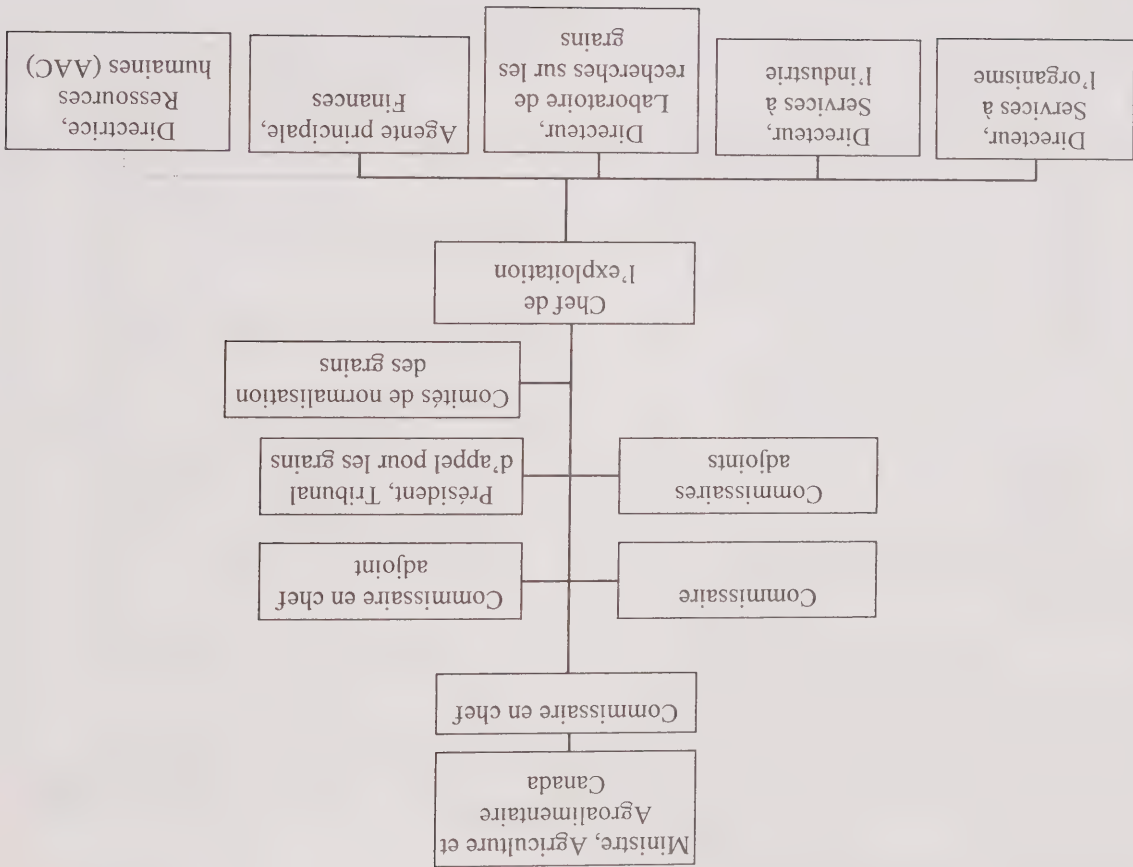 Ministre, Agriculture et
Agroalimentaire
Canada
Commissaire en chef
Commissaire
Commissaire en chef
adjoint
Commissaires
adjoints
Président, Tribunal
d'appel pour les grains
Comités de normalisation
des grains
Chef de
l'exploitation
Directeur,
Services à
l'organisme
Directeur,
Services à
l'industrie
Directeur,
Laboratoire de
recherches sur les
grains
Agente principale,
Finances
Directrice,
Ressources
humaines (AAC)